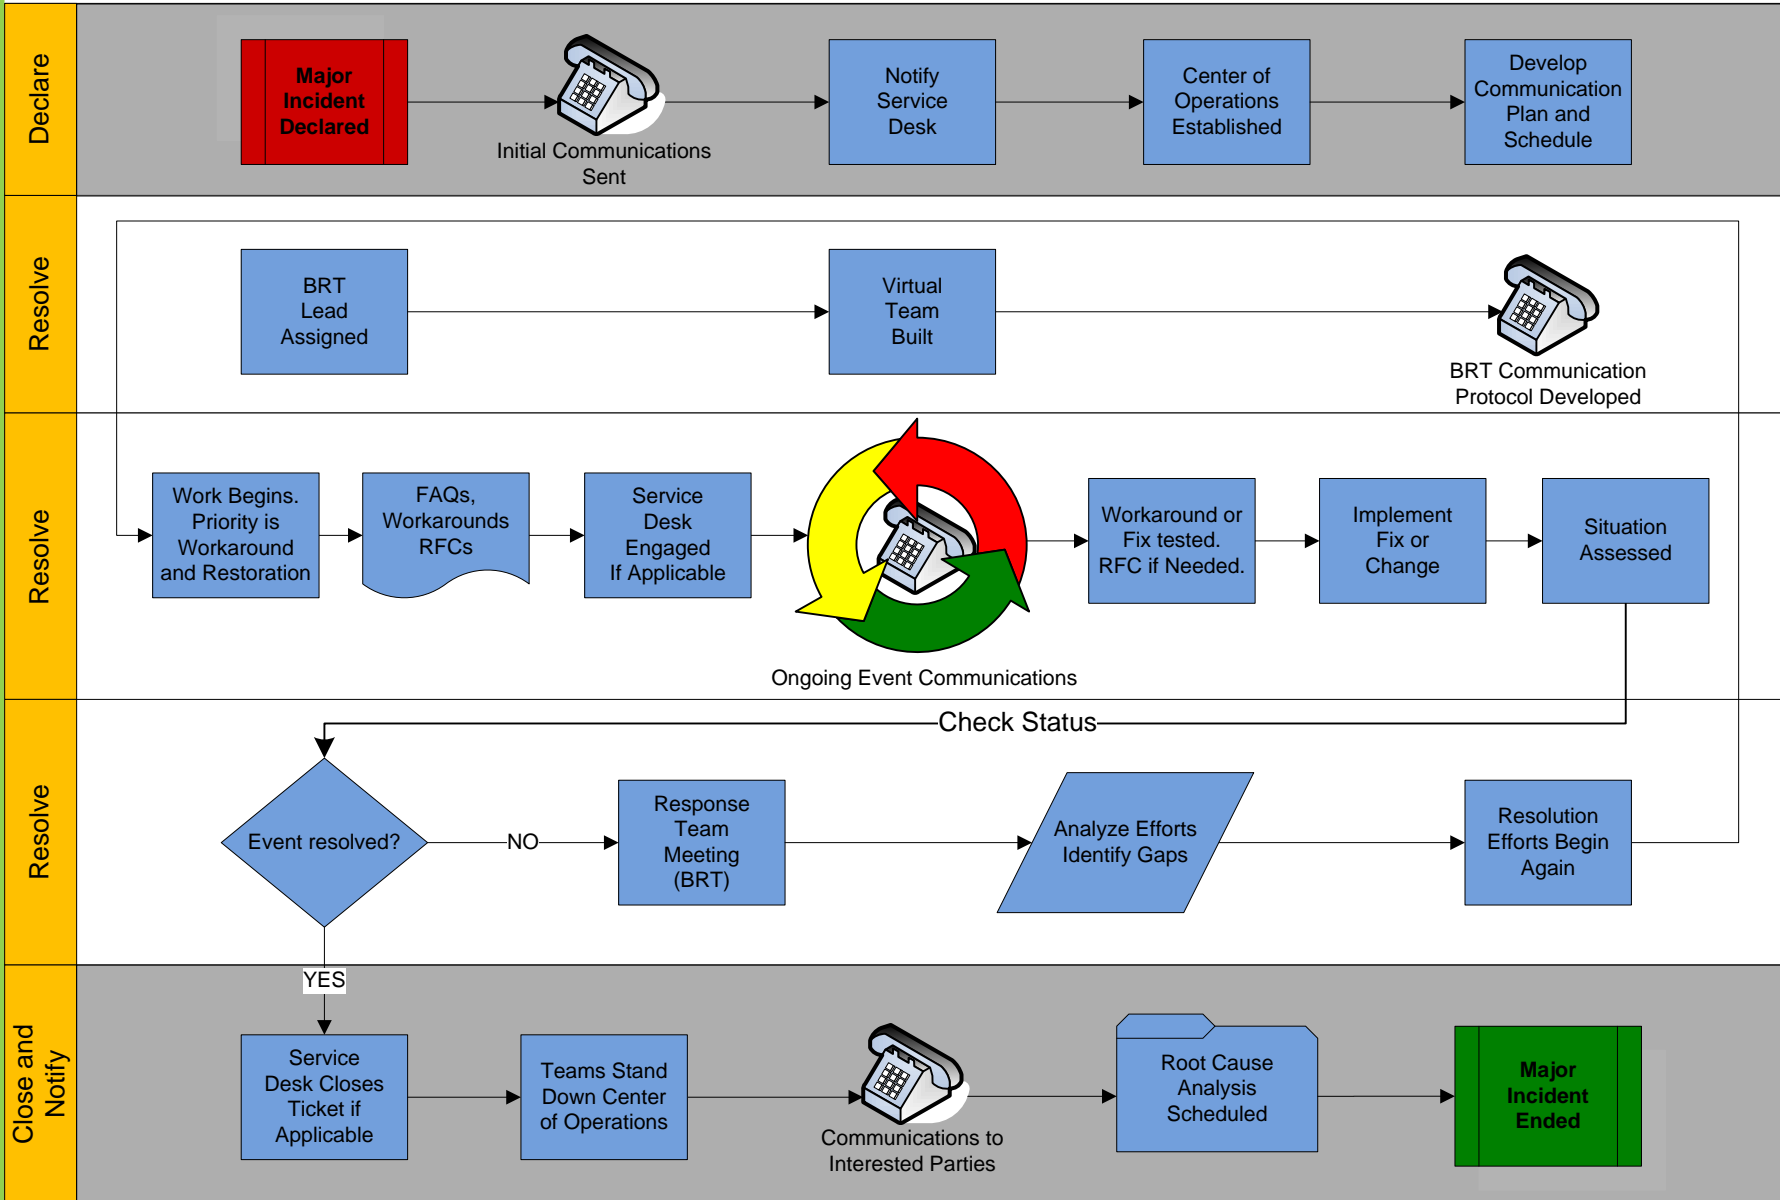 Declare
Major
Incident
Declared
Initial Communications
Sent
Notify
Service
Desk
Center of
Operations
Established
Develop
Communication
Plan and
Schedule
Resolve
BRT
Lead
Assigned
Virtual
Team
Built
BRT Communication
Protocol Developed
Resolve
Work Begins.
Priority is
Workaround
and Restoration
FAQs,
Workarounds
RFCs
Service
Desk
Engaged
If Applicable
Ongoing Event Communications
Workaround or
Fix tested.
RFC if Needed.
Implement
Fix or
Change
Situation
Assessed
Resolve
Check Status
Event resolved?
NO
Response
Team
Meeting
(BRT)
Analyze Efforts
Identify Gaps
Resolution
Efforts Begin
Again
YES
Close and
Notify
Service
Desk Closes
Ticket if
Applicable
Teams Stand
Down Center
of Operations
Communications to
Interested Parties
Root Cause
Analysis
Scheduled
Major
Incident
Ended